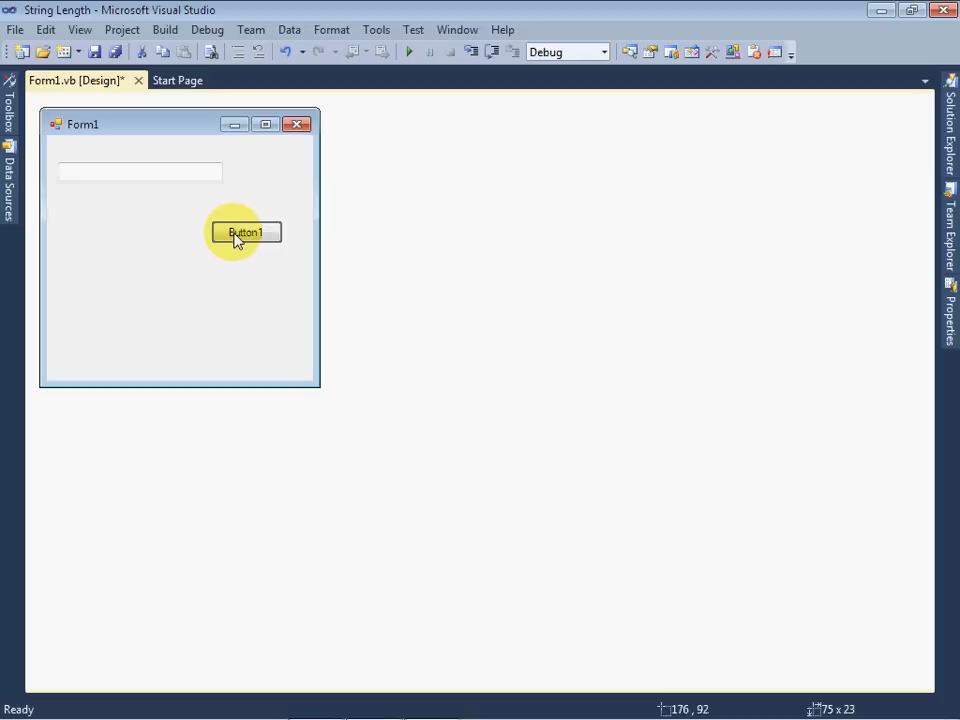 String Length - Microsoft Visual Studio
File Edit View Project Build Debug Team Data Format Tools Test Window Help
Debug
Form1.vb [Design]* Start Page
Toolbox
Data Sources
Form1
Button1
Solution Explorer
Team Explorer
Properties
Ready 176 , 92 75 x 23